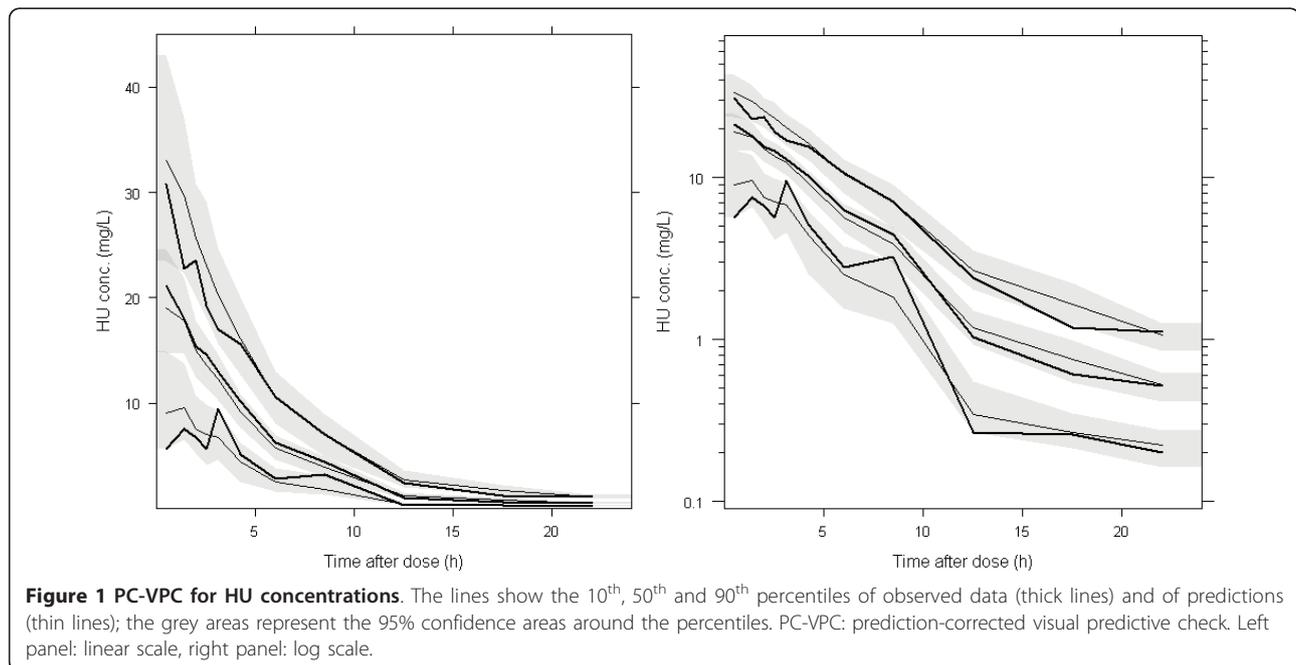 40
30
20
10
HU conc. (mg/L)
5 10 15 20
Time after dose (h)
10
1
0.1
HU conc. (mg/L)
5 10 15 20
Time after dose (h)
Figure 1 PC-VPC for HU concentrations. The lines show the 10th, 50th and 90th percentiles of observed data (thick lines) and of predictions
(thin lines); the grey areas represent the 95% confidence areas around the percentiles. PC-VPC: prediction-corrected visual predictive check. Left
panel: linear scale, right panel: log scale.